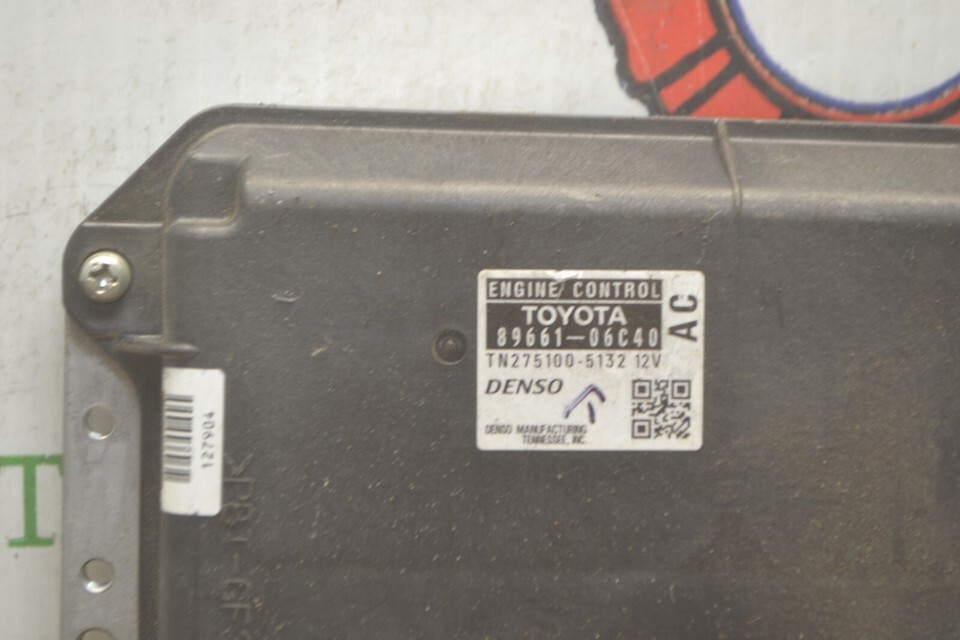 ENGINE CONTROL
TOYOTA
89661-06C40
AC
TN275100-5132 12V
DENSO
DENSO MANUFACTURING
TENNESSEE, INC.
127904
T